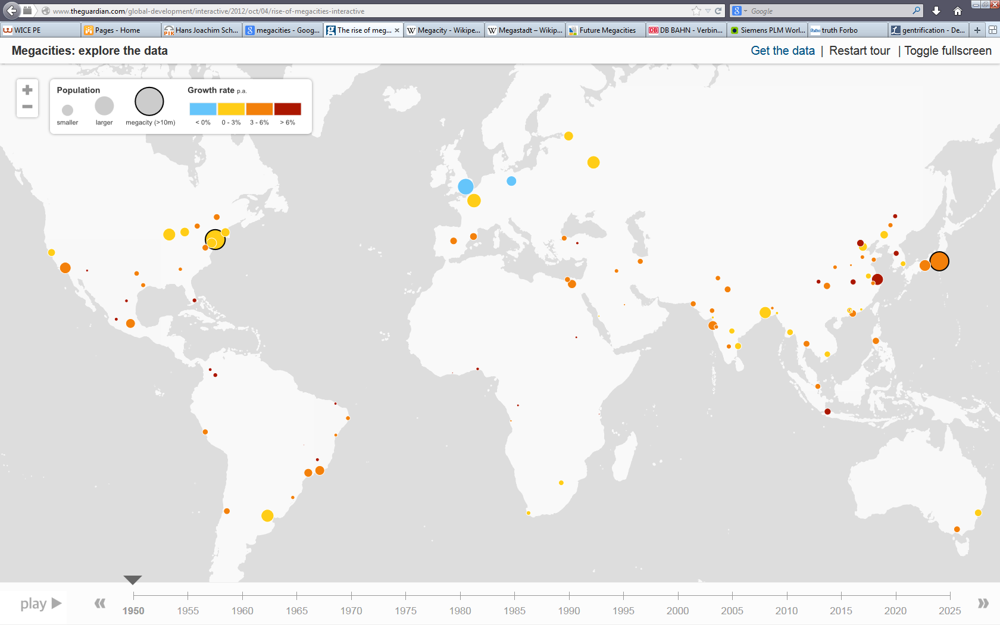 www.theguardian.com/global-development/interactive/2012/oct/04/rise-of-megacities-interactive
Google
WICE PE
Pages - Home
Hans Joachim Sch...
megacities - Goog...
The rise of meg...
Megacity - Wikipe...
Megastadt – Wikip...
Future Megacities
DB BAHN - Verbin...
Siemens PLM Worl...
truth Forbo
gentrification - De...
Megacities: explore the data
Get the data | Restart tour | Toggle fullscreen
Population
smaller
larger
megacity (>10m)
Growth rate p.a.
< 0%
0 - 3%
3 - 6%
> 6%
play
1950
1955
1960
1965
1970
1975
1980
1985
1990
1995
2000
2005
2010
2015
2020
2025